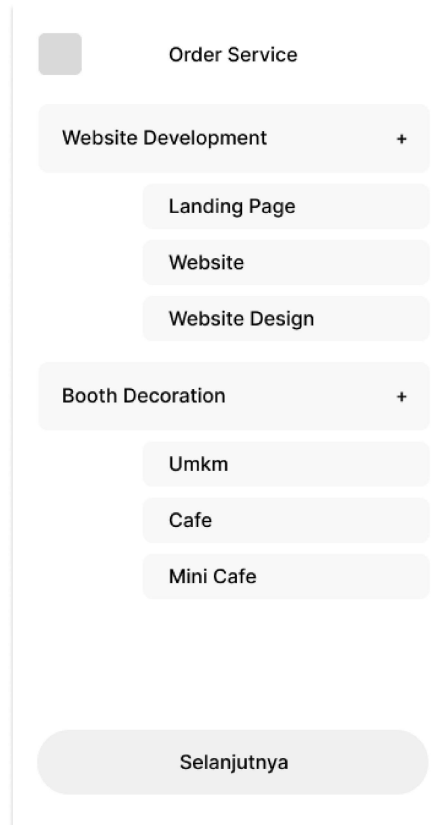 Order Service
Website Development +
Landing Page
Website
Website Design
Booth Decoration +
Umkm
Cafe
Mini Cafe
Selanjutnya